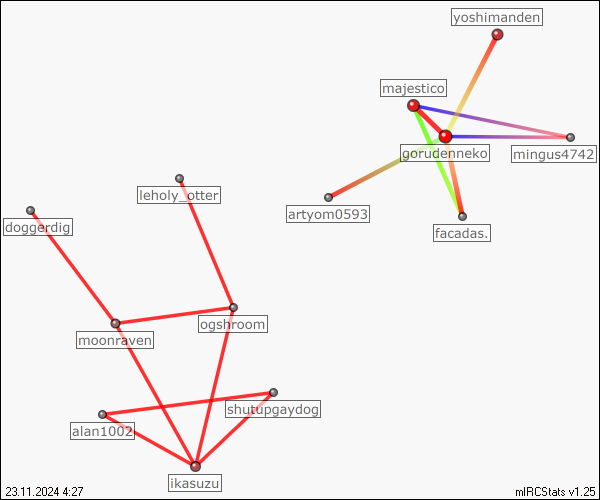 yoshimanden
majestico
gorudenneko
mingus4742
leholy_otter
artyom0593
doggerdig
facadas.
ogshroom
moonraven
shutupgaydog
alan1002
ikasuzu
23.11.2024 4:27
mIRCStats v1.25